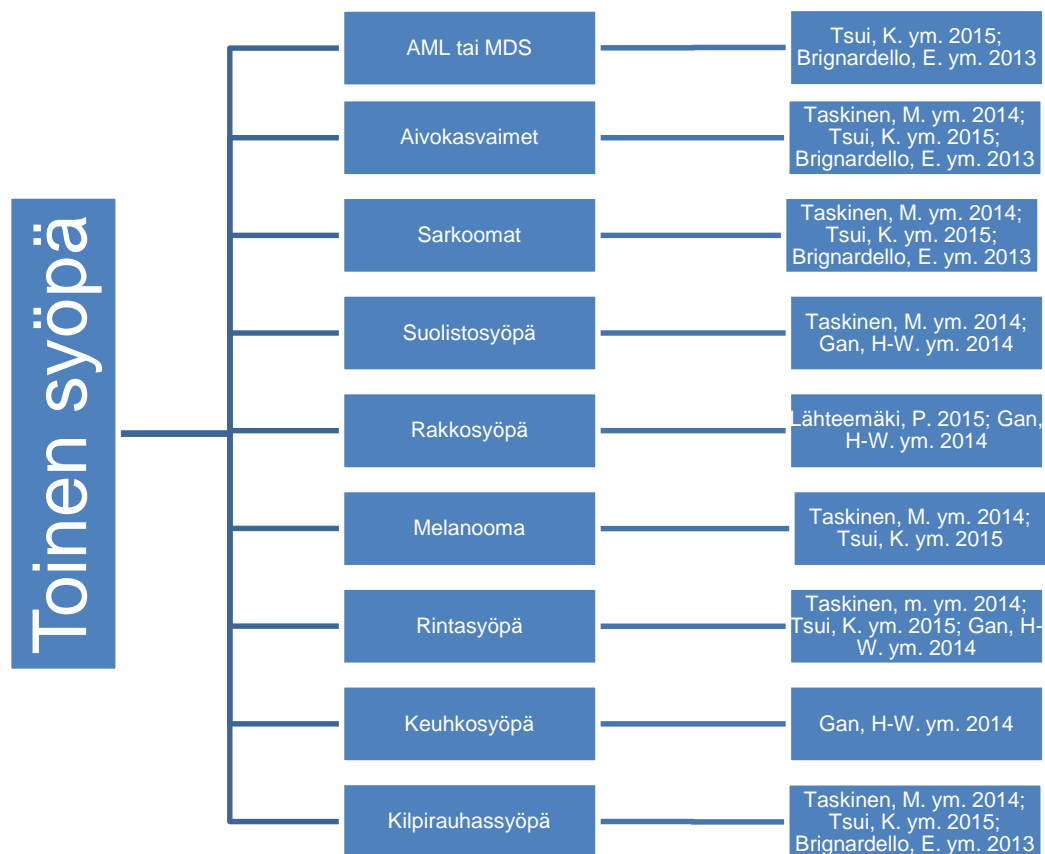 Toinen syöpä
AML tai MDS
Tsui, K. ym. 2015;
Brignardello, E. ym. 2013
Aivokasvaimet
Taskinen, M. ym. 2014;
Tsui, K. ym. 2015;
Brignardello, E. ym. 2013
Sarkoomat
Taskinen, M. ym. 2014;
Tsui, K. ym. 2015;
Brignardello, E. ym. 2013
Suolistosyöpä
Taskinen, M. ym. 2014;
Gan, H-W. ym. 2014
Rakkosyöpä
Lähteemäki, P. 2015; Gan,
H-W. ym. 2014
Melanooma
Taskinen, M. ym. 2014;
Tsui, K. ym. 2015
Rintasyöpä
Taskinen, m. ym. 2014;
Tsui, K. ym. 2015; Gan, H-
W. ym. 2014
Keuhkosyöpä
Gan, H-W. ym. 2014
Kilpirauhassyöpä
Taskinen, M. ym. 2014;
Tsui, K. ym. 2015;
Brignardello, E. ym. 2013